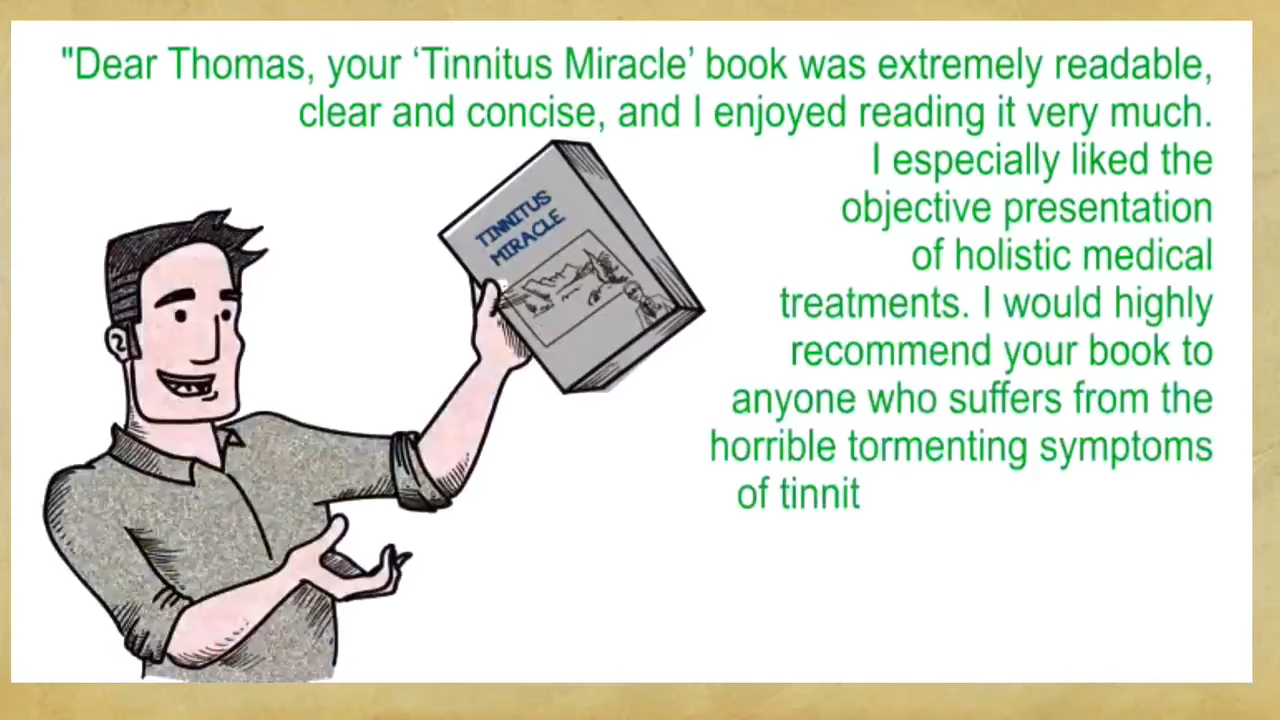 "Dear Thomas, your ‘Tinnitus Miracle’ book was extremely readable,
clear and concise, and I enjoyed reading it very much.
I especially liked the
objective presentation
of holistic medical
treatments. I would highly
recommend your book to
anyone who suffers from the
horrible tormenting symptoms
of tinnit
TINNITUS
MIRACLE